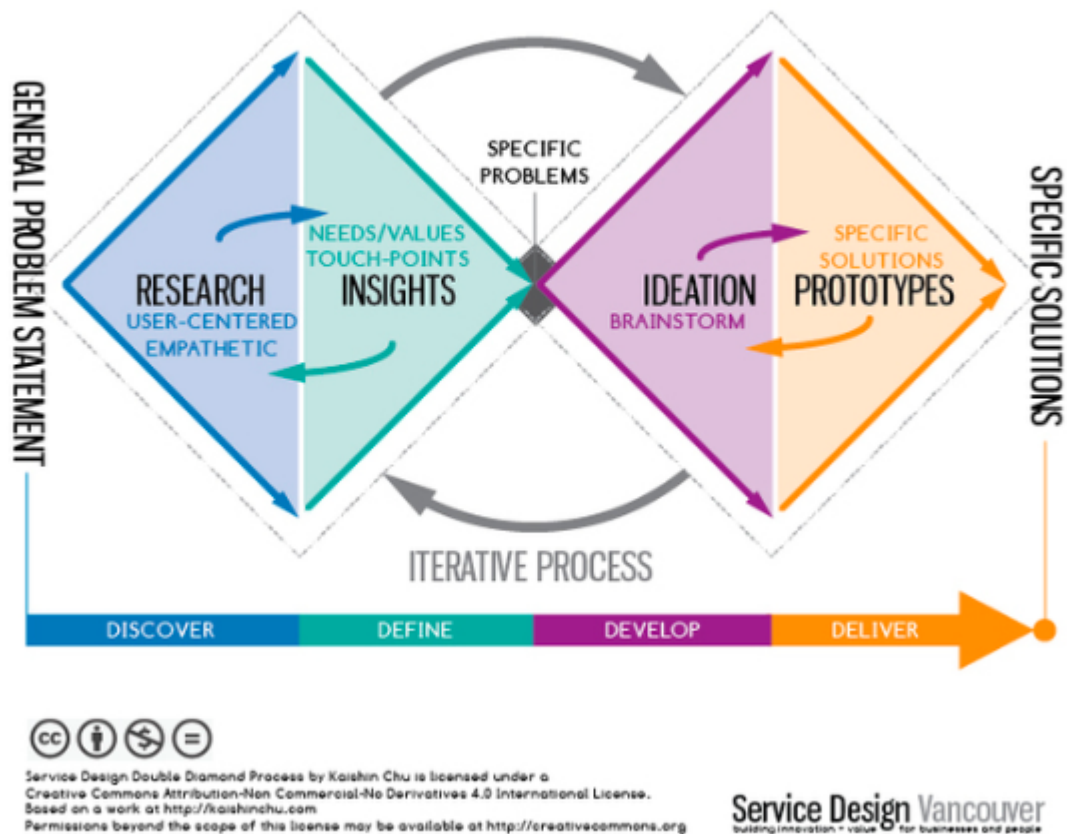 GENERAL PROBLEM STATEMENT
SPECIFIC
PROBLEMS
SPECIFIC SOLUTIONS
NEEDS/VALUES
TOUCH-POINTS
RESEARCH
INSIGHTS
USER-CENTERED
EMPATHETIC
SPECIFIC
SOLUTIONS
IDEATION
PROTOTYPES
BRAINSTORM
ITERATIVE PROCESS
DISCOVER
DEFINE
DEVELOP
DELIVER
cc
Service Design Double Diamond Process by Kaishin Chu is licensed under a
Creative Commons Attribution-Non Commercial-No Derivatives 4.0 International License.
Based on a work at http://kaishinchu.com
Permissions beyond the scope of this license may be available at http://creativecommons.org
Service Design Vancouver
building innovation + value for businesses & people